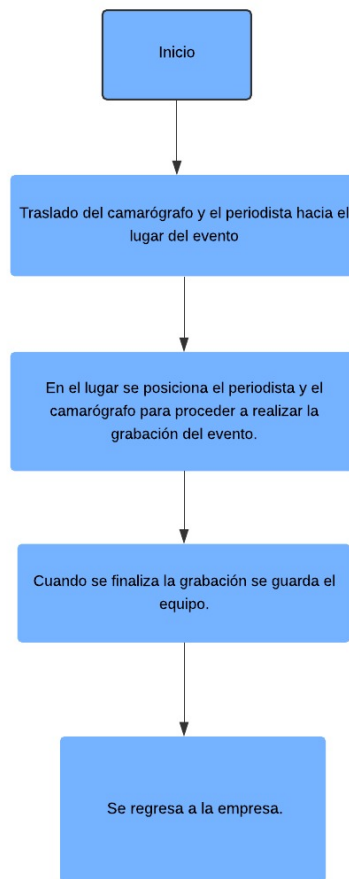 Inicio
Traslado del camarógrafo y el periodista hacia el
lugar del evento
En el lugar se posiciona el periodista y el
camarógrafo para proceder a realizar la
grabación del evento.
Cuando se finaliza la grabación se guarda el
equipo.
Se regresa a la empresa.